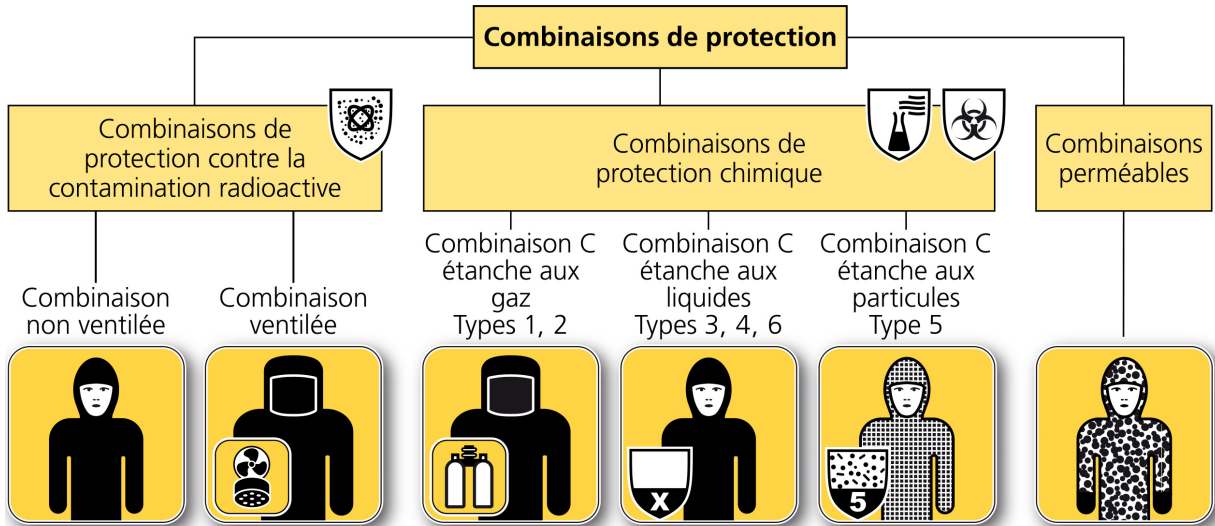 Combinaisons de protection
Combinaisons de
protection contre la
contamination radioactive
Combinaisons de
protection chimique
Combinaisons
perméables
Combinaison
non ventilée
Combinaison
ventilée
Combinaison C
étanche aux
gaz
Types 1, 2
Combinaison C
étanche aux
liquides
Types 3, 4, 6
Combinaison C
étanche aux
particules
Type 5
X
5